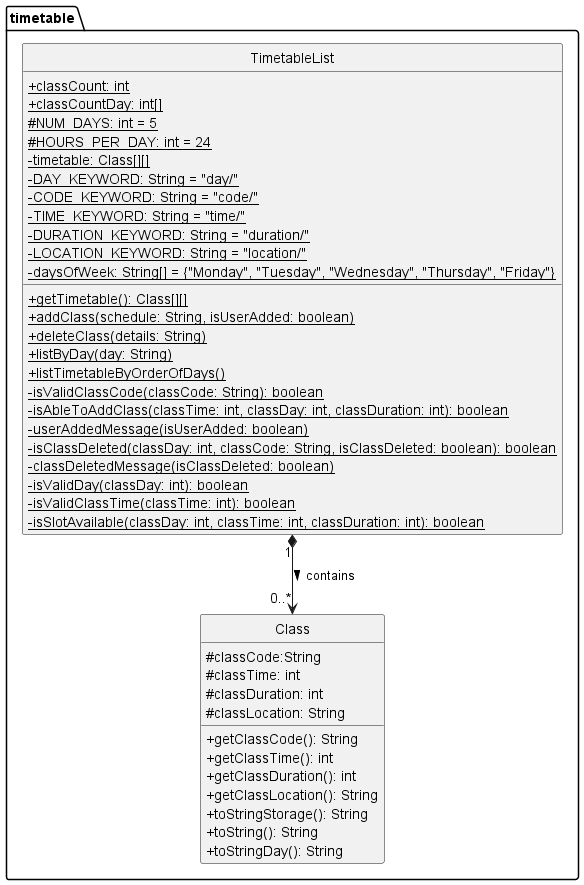 timetable
TimetableList
+classCount: int
+classCountDay: int[]
#NUM_DAYS: int = 5
#HOURS_PER_DAY: int = 24
-timetable: Class[][]
-DAY_KEYWORD: String = "day/"
-CODE_KEYWORD: String = "code/"
-TIME_KEYWORD: String = "time/"
-DURATION_KEYWORD: String = "duration/"
-LOCATION_KEYWORD: String = "location/"
-daysOfWeek: String[] = {"Monday", "Tuesday", "Wednesday", "Thursday", "Friday"}
+getTimetable(): Class[][]
+addClass(schedule: String, isUserAdded: boolean)
+deleteClass(details: String)
+listByDay(day: String)
+listTimetableByOrderOfDays()
-isValidClassCode(classCode: String): boolean
-isAbleToAddClass(classTime: int, classDay: int, classDuration: int): boolean
-userAddedMessage(isUserAdded: boolean)
-isClassDeleted(classDay: int, classCode: String, isClassDeleted: boolean): boolean
-classDeletedMessage(isClassDeleted: boolean)
-isValidDay(classDay: int): boolean
-isValidClassTime(classTime: int): boolean
-isSlotAvailable(classDay: int, classTime: int, classDuration: int): boolean
1
contains
0..*
Class
#classCode:String
#classTime: int
#classDuration: int
#classLocation: String
+getClassCode(): String
+getClassTime(): int
+getClassDuration(): int
+getClassLocation(): String
+toStringStorage(): String
+toString(): String
+toStringDay(): String